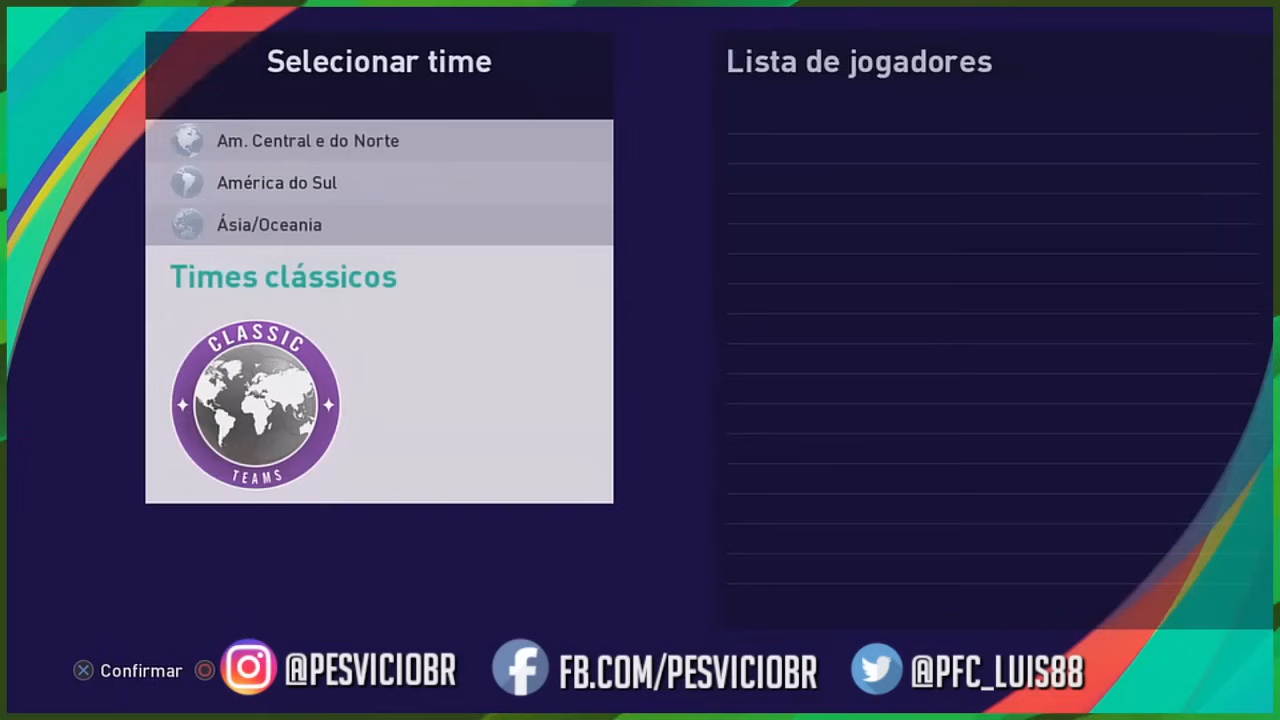 Selecionar time
Lista de jogadores
Am. Central e do Norte
América do Sul
Ásia/Oceania
Times clássicos
CLASSIC
TEAMS
Confirmar
@PESVICIOBR
FB.COM/PESVICIOBR
@PFC_LUIS88